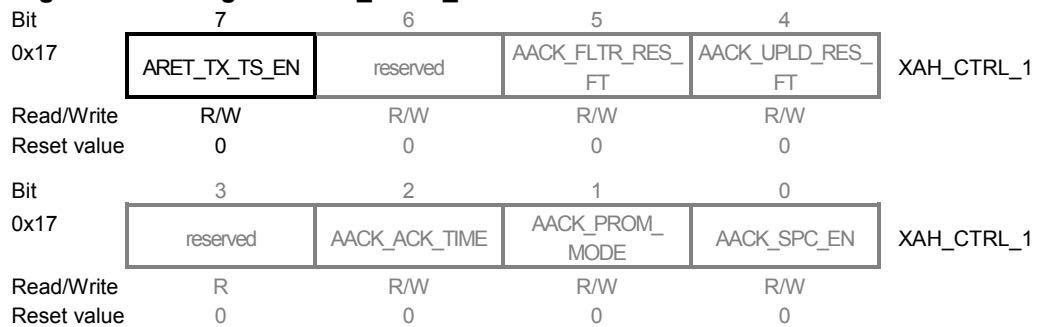 Bit 7 6 5 4
0x17 ARET_TX_TS_EN reserved AACK_FLTR_RES_ AACK_UPLD_RES_ XAH_CTRL_1
FT FT
Read/Write R/W R/W R/W R/W
Reset value 0 0 0 0
Bit 3 2 1 0
0x17 reserved AACK_ACK_TIME AACK_PROM_ AACK_SPC_EN XAH_CTRL_1
MODE
Read/Write R R/W R/W R/W
Reset value 0 0 0 0